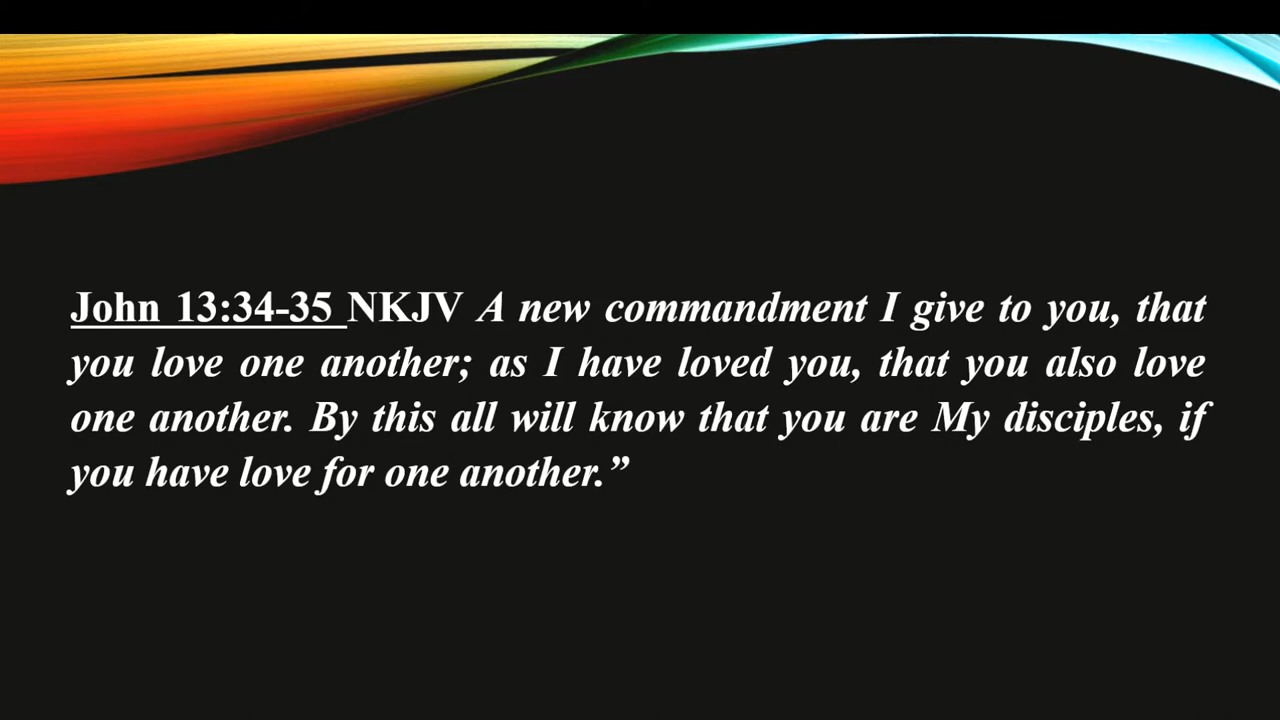 John 13:34-35 NKJV A new commandment I give to you, that
you love one another; as I have loved you, that you also love
one another. By this all will know that you are My disciples, if
you have love for one another.”